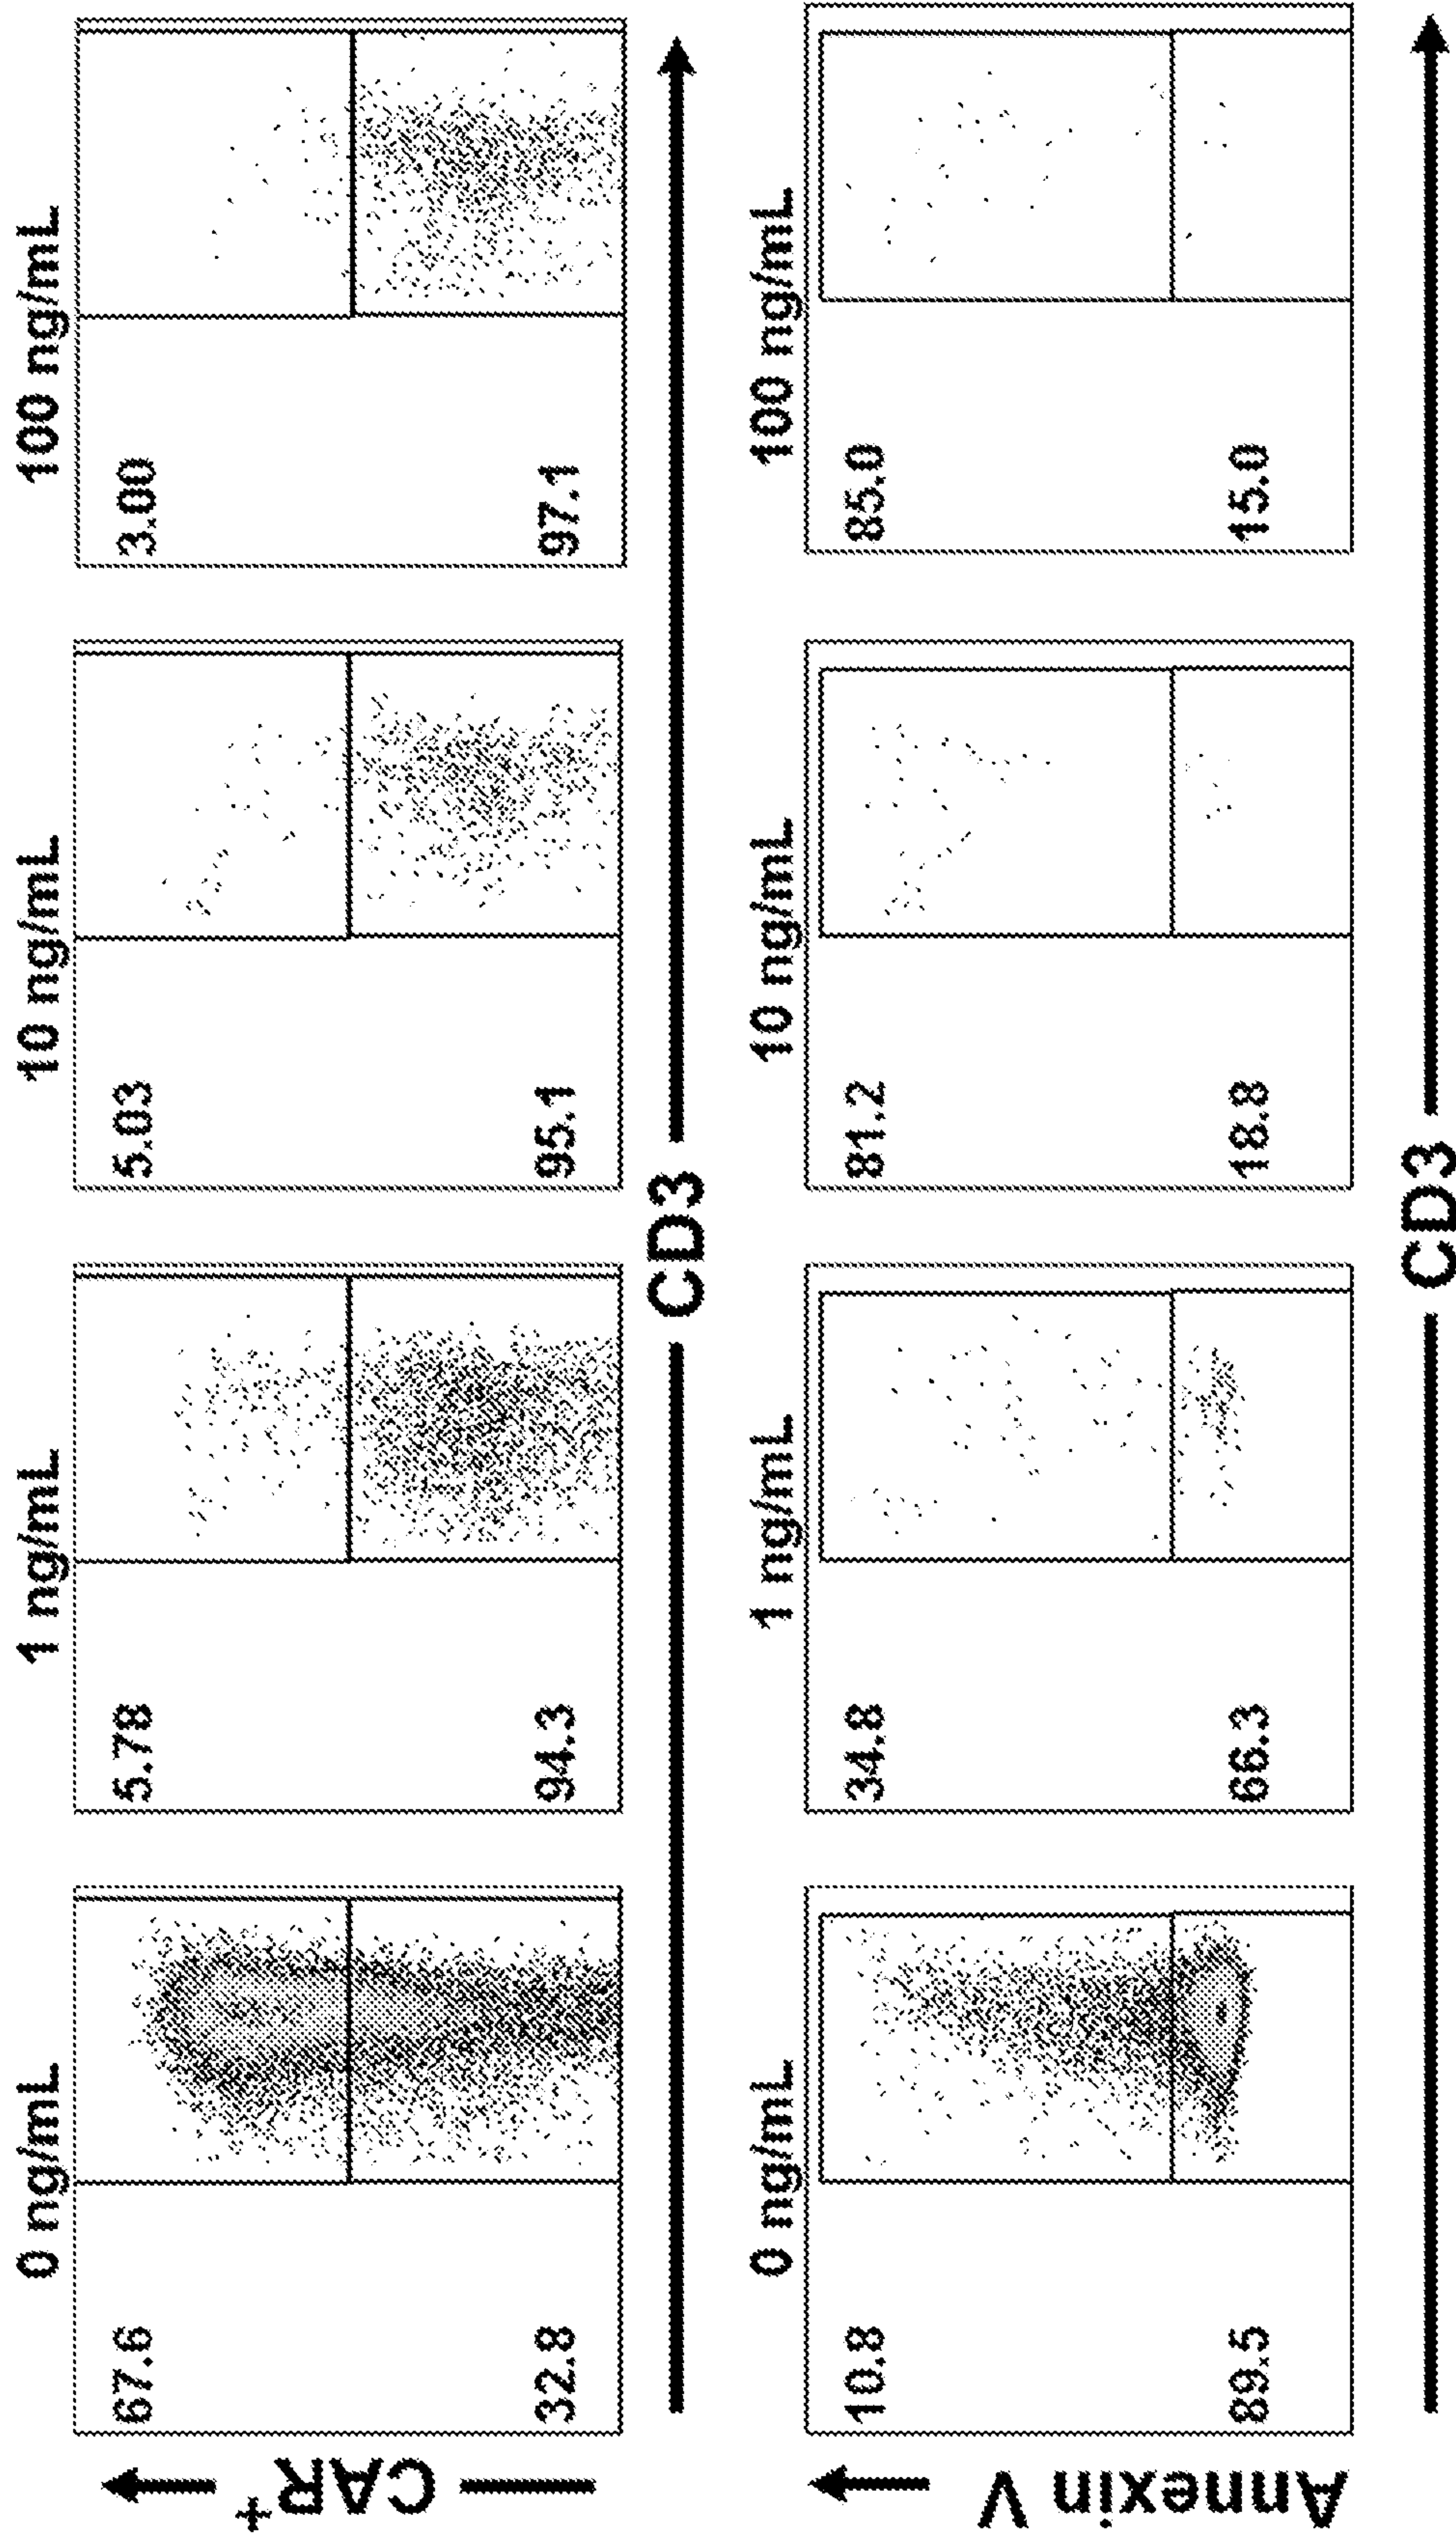 0 ng/mL 1 ng/mL 10 ng/mL 100 ng/mL
67.6 5.78 5.03 3.00
CAR+
32.8 94.3 95.1 97.1
CD3
0 ng/mL 1 ng/mL 10 ng/mL 100 ng/mL
10.8 34.8 81.2 85.0
Annexin V
89.5 66.3 18.8 15.0
CD3